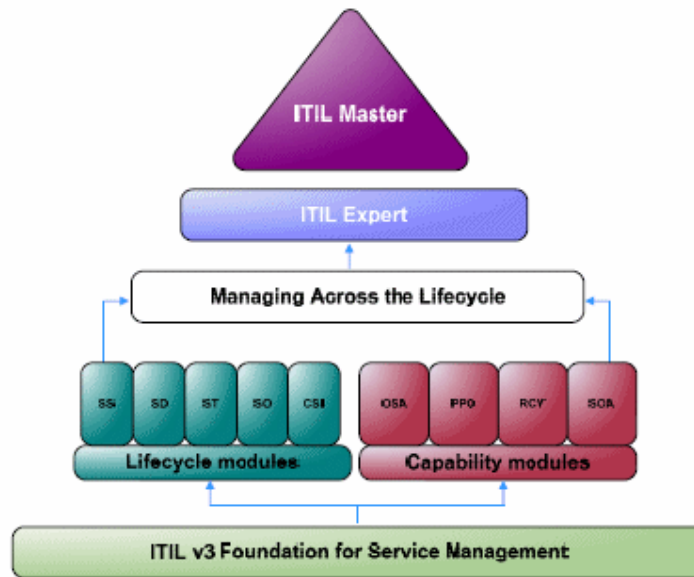 ITIL Master
ITIL Expert
Managing Across the Lifecycle
SSI SD ST SO CSI OSA PPO RCV SOA
Lifecycle modules Capability modules
ITIL v3 Foundation for Service Management